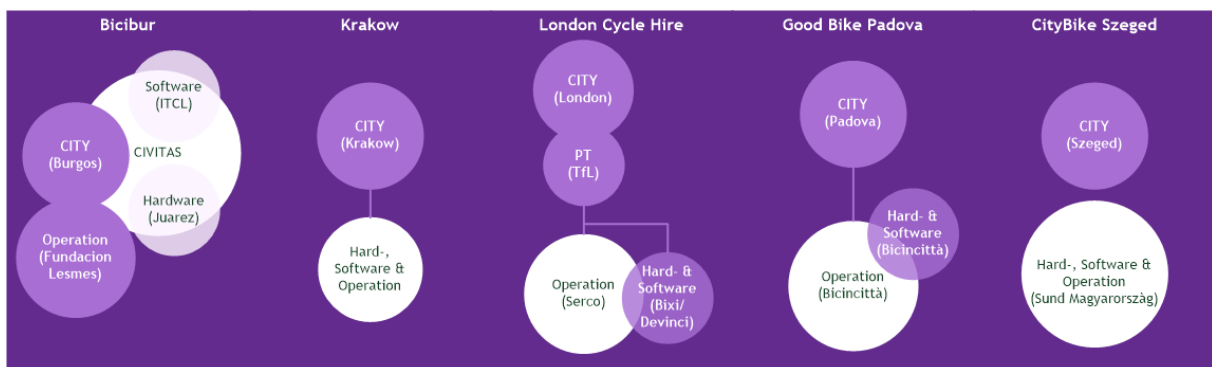 Bicibur
Software
(ITCL)
CITY
(Burgos)
CIVITAS
Hardware
(Juarez)
Operation
(Fundacion
Lesmes)
Krakow
CITY
(Krakow)
Hard-,
Software &
Operation
London Cycle Hire
CITY
(London)
PT
(TfL)
Operation
(Serco)
Hard- &
Software
(Bixi/
Devinci)
Good Bike Padova
CITY
(Padova)
Hard- &
Software
(Bicincittà)
Operation
(Bicincittà)
CityBike Szeged
CITY
(Szeged)
Hard-, Software &
Operation
(Sund Magyarorszàg)